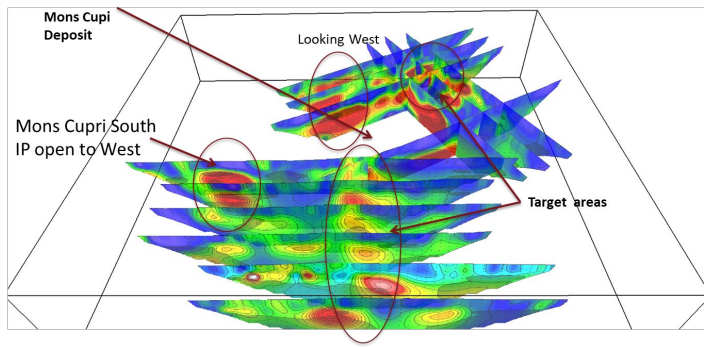 Mons Cupi
Deposit
Looking West
Mons Cupri South
IP open to West
Target areas